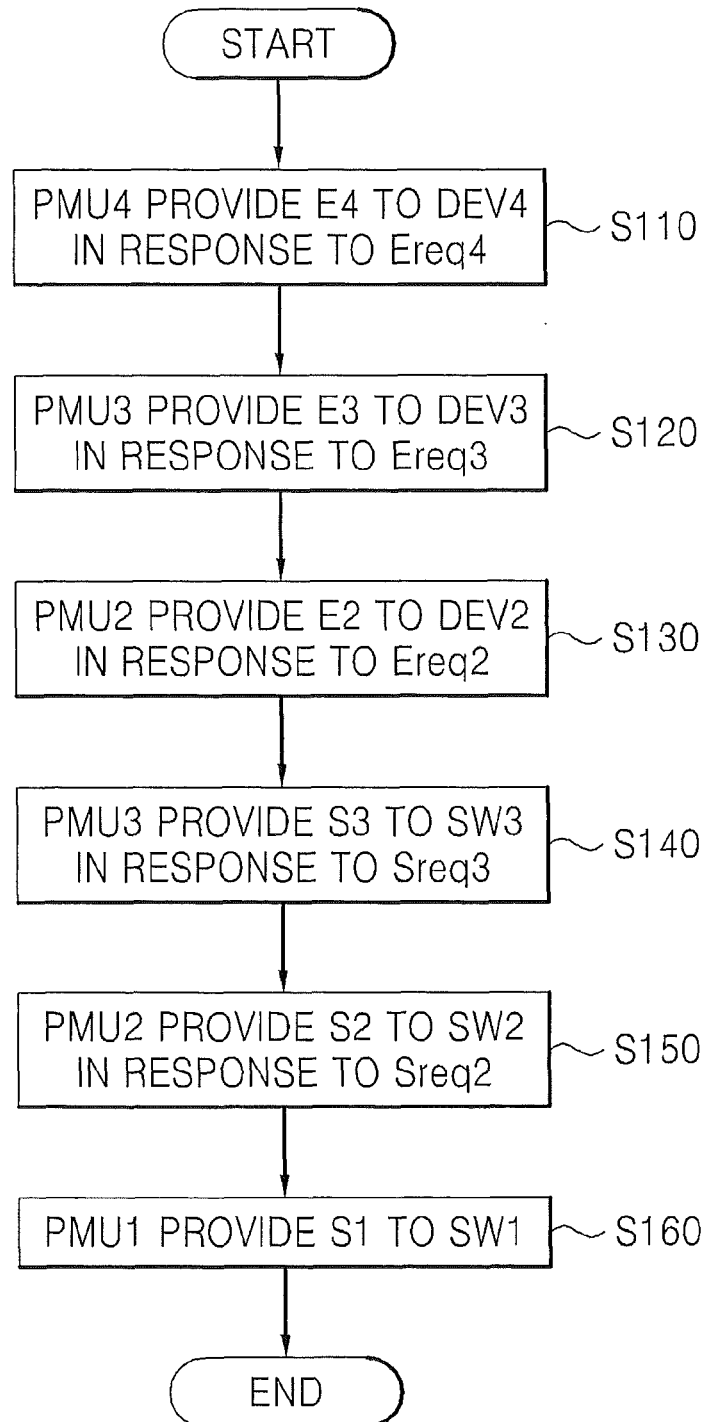 START
PMU4 PROVIDE E4 TO DEV4
IN RESPONSE TO Ereq4
S110
PMU3 PROVIDE E3 TO DEV3
IN RESPONSE TO Ereq3
S120
PMU2 PROVIDE E2 TO DEV2
IN RESPONSE TO Ereq2
S130
PMU3 PROVIDE S3 TO SW3
IN RESPONSE TO Sreq3
S140
PMU2 PROVIDE S2 TO SW2
IN RESPONSE TO Sreq2
S150
PMU1 PROVIDE S1 TO SW1
S160
END